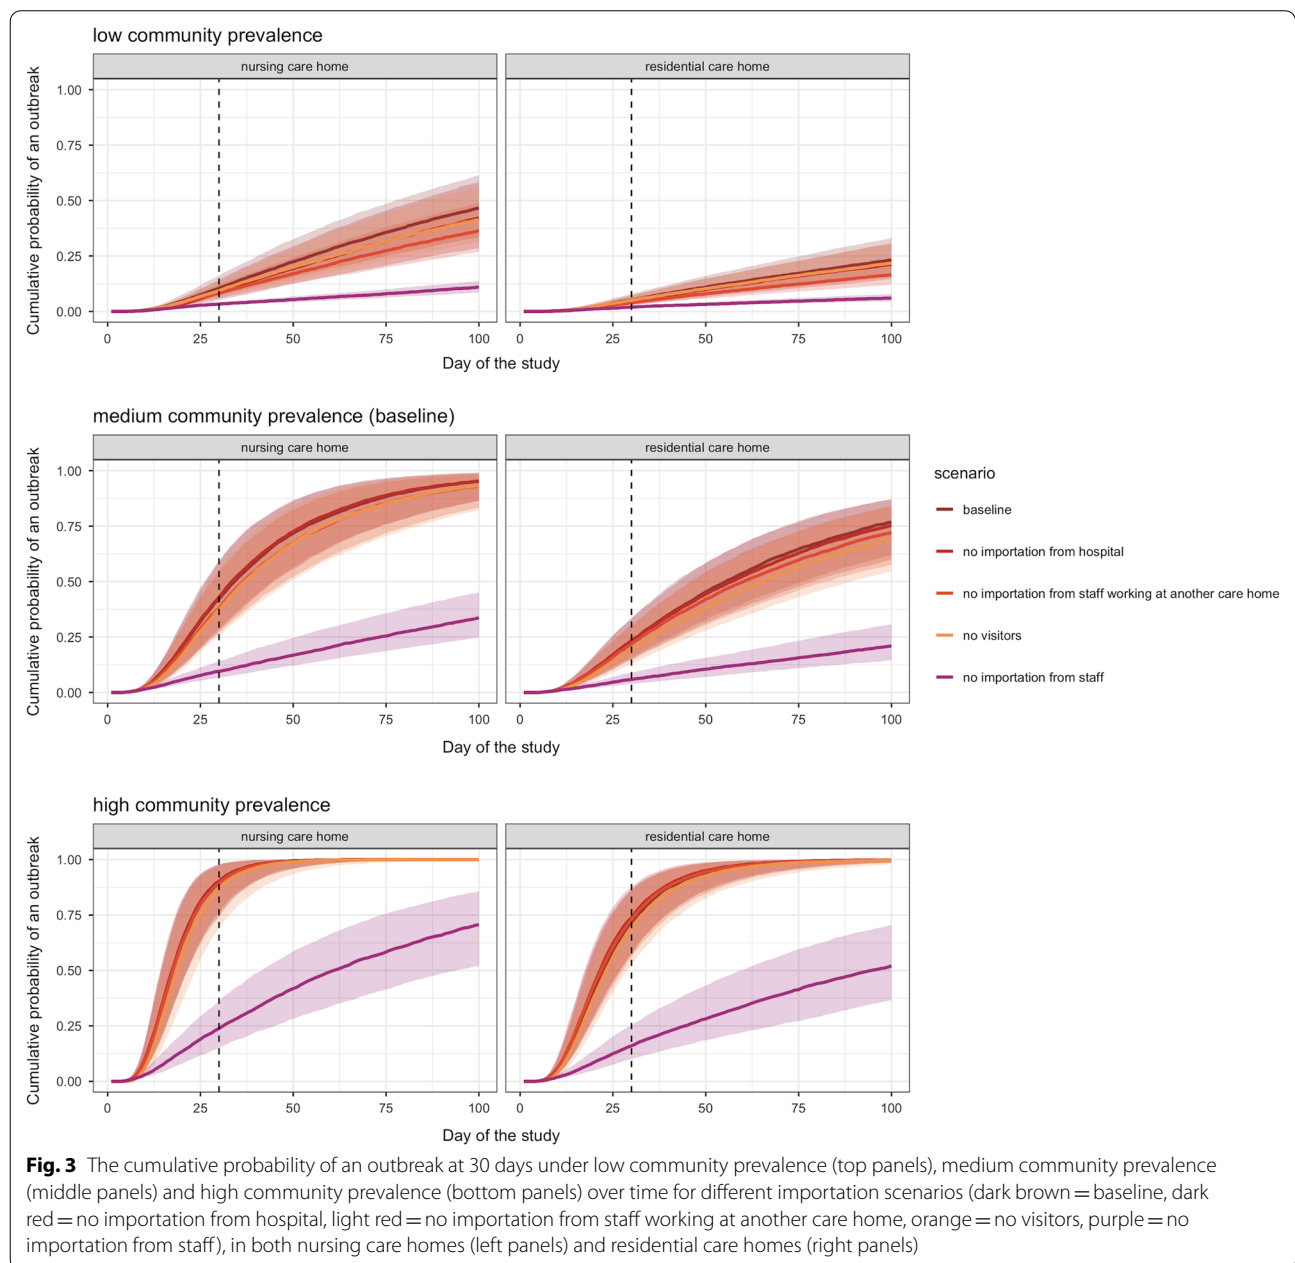 low community prevalence
nursing care home
residential care home
Cumulative probability of an outbreak
1.00
0.75
0.50
0.25
0.00
0 25 50 75 100
0 25 50 75 100
Day of the study
medium community prevalence (baseline)
nursing care home
residential care home
Cumulative probability of an outbreak
1.00
0.75
0.50
0.25
0.00
0 25 50 75 100
0 25 50 75 100
Day of the study
scenario
baseline
no importation from hospital
no importation from staff working at another care home
no visitors
no importation from staff
high community prevalence
nursing care home
residential care home
Cumulative probability of an outbreak
1.00
0.75
0.50
0.25
0.00
0 25 50 75 100
0 25 50 75 100
Day of the study
Fig. 3 The cumulative probability of an outbreak at 30 days under low community prevalence (top panels), medium community prevalence
(middle panels) and high community prevalence (bottom panels) over time for different importation scenarios (dark brown = baseline, dark
red = no importation from hospital, light red = no importation from staff working at another care home, orange = no visitors, purple = no
importation from staff), in both nursing care homes (left panels) and residential care homes (right panels)